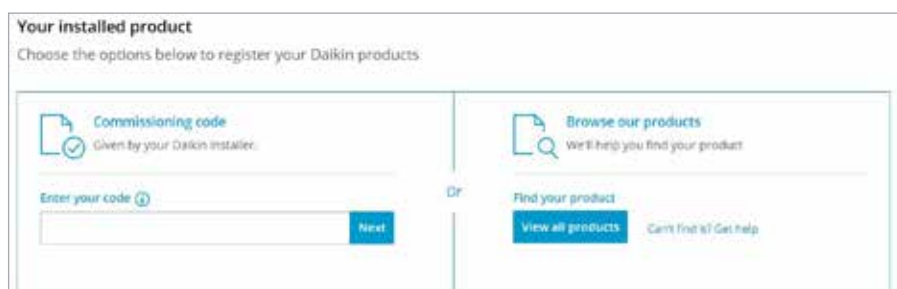 Your installed product
Choose the options below to register your Daikin products
Commissioning code
Given by your Daikin installer.
Enter your code
Next
Or
Browse our products
We'll help you find your product
Find your product
View all products
Can't find it? Get help